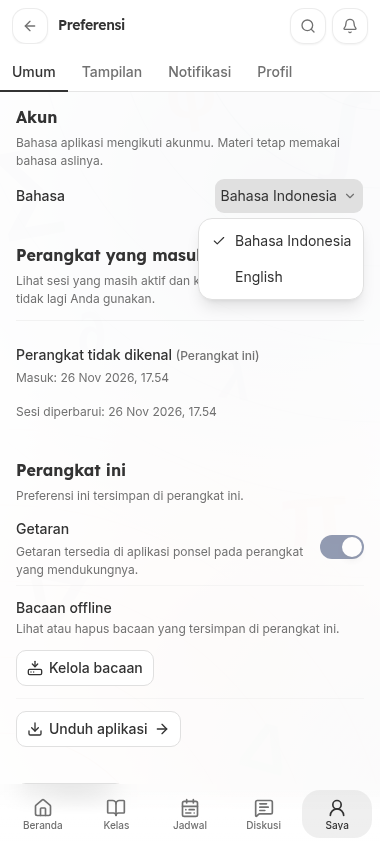 Preferensi
Umum
Tampilan
Notifikasi
Profil
Akun
Bahasa aplikasi mengikuti akunmu. Materi tetap memakai
bahasa aslinya.
Bahasa
Bahasa Indonesia
Bahasa Indonesia
English
Perangkat yang
Lihat sesi yang masih aktif dan
tidak lagi Anda gunakan.
Perangkat tidak dikenal (Perangkat ini)
Masuk: 26 Nov 2026, 17.54
Sesi diperbarui: 26 Nov 2026, 17.54
Perangkat ini
Preferensi ini tersimpan di perangkat ini.
Getaran
Getaran tersedia di aplikasi ponsel pada perangkat
yang mendukungnya.
Bacaan offline
Lihat atau hapus bacaan yang tersimpan di perangkat ini.
Kelola bacaan
Unduh aplikasi
Beranda
Kelas
Jadwal
Diskusi
Saya